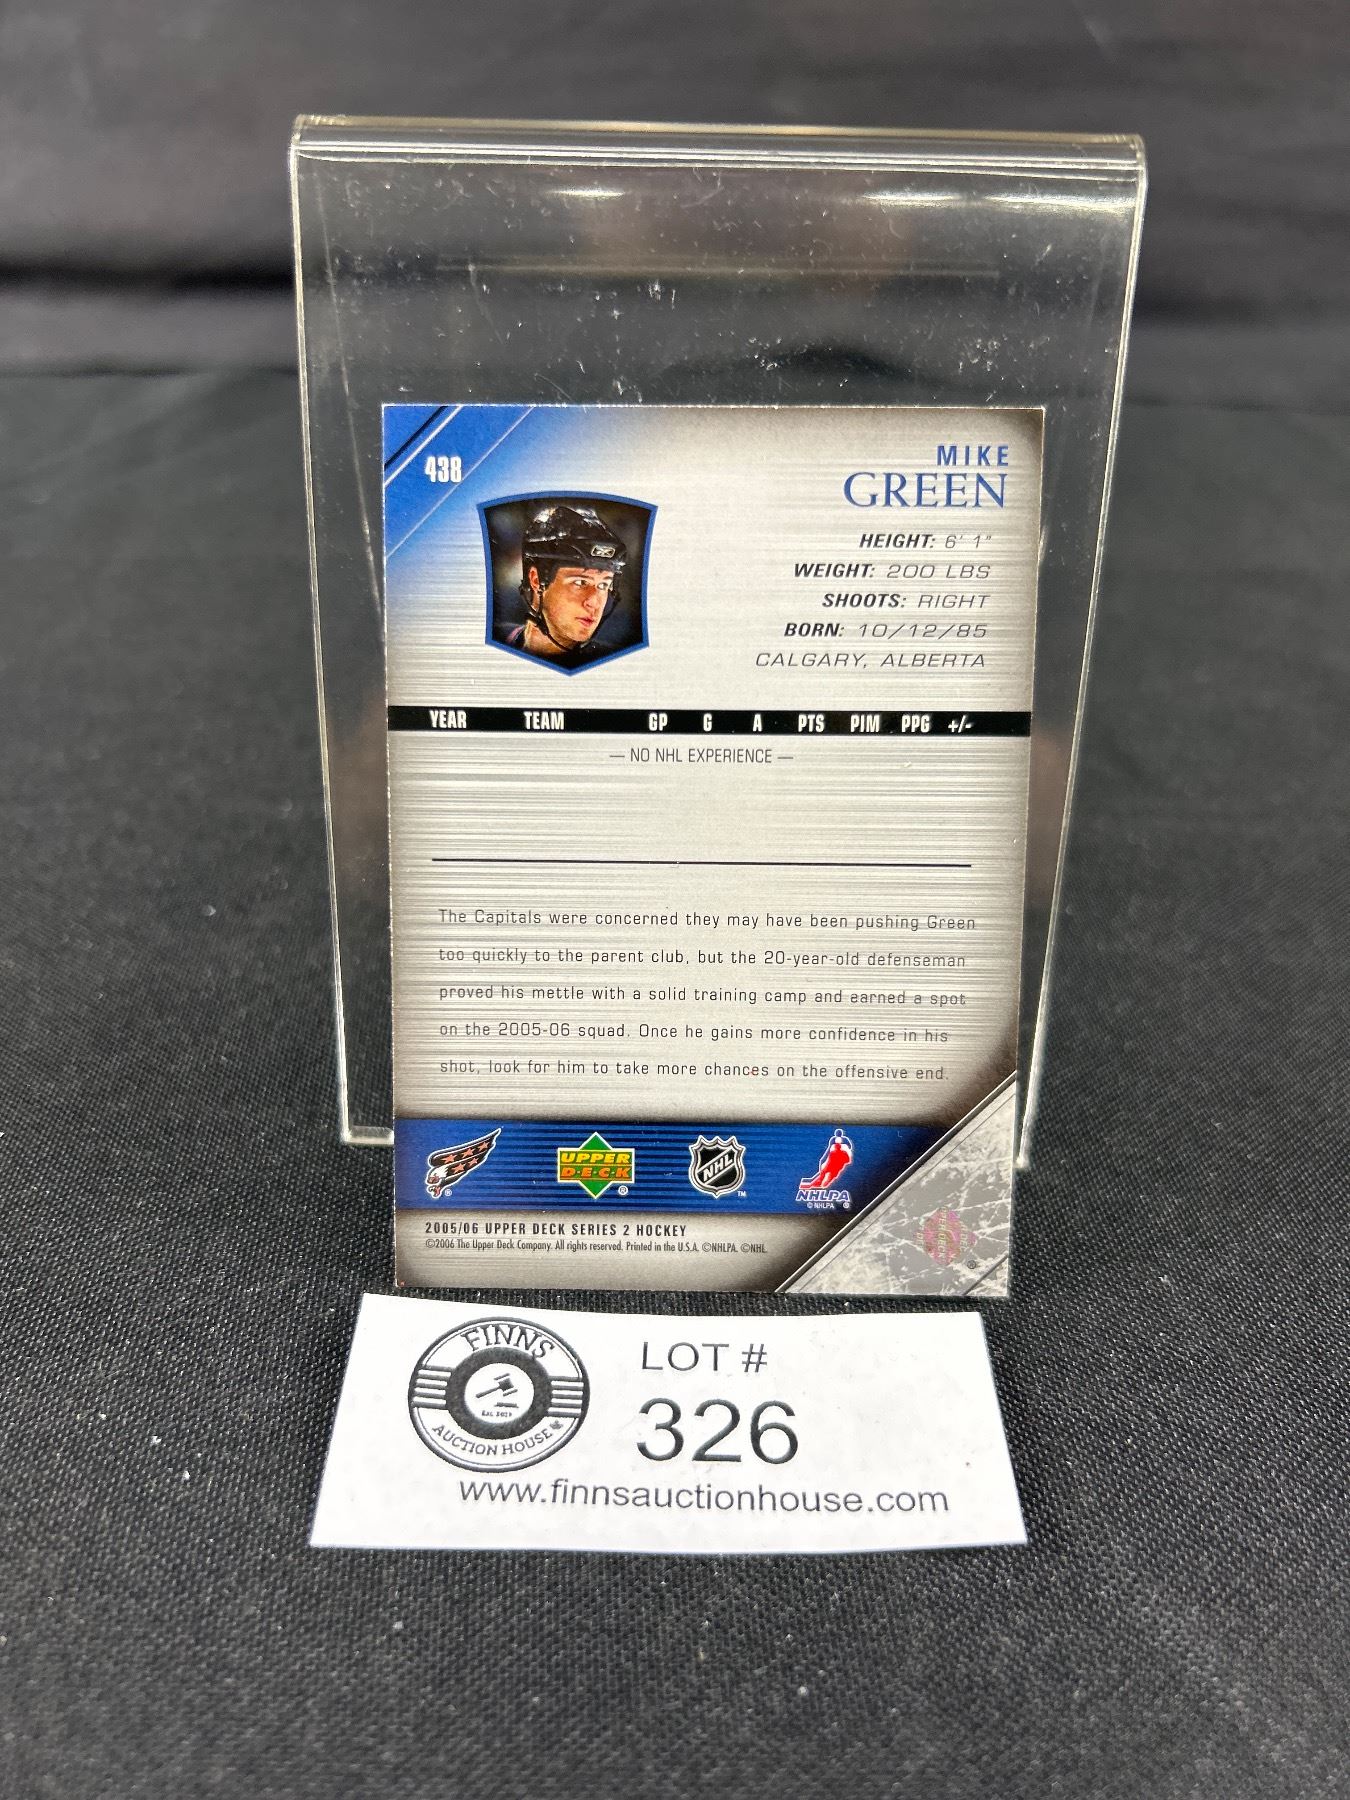 438
MIKE
GREEN
HEIGHT: 6' 1"
WEIGHT: 200 LBS
SHOOTS: RIGHT
BORN: 10/12/85
CALGARY, ALBERTA
YEAR TEAM GP G A PTS PIM PPG +/-
— NO NHL EXPERIENCE —
The Capitals were concerned they may have been pushing Green
too quickly to the parent club, but the 20-year-old defenseman
proved his mettle with a solid training camp and earned a spot
on the 2005-06 squad. Once he gains more confidence in his
shot, look for him to take more chances on the offensive end.
UPPER
D·E·C·K
®
®
NHL
™
NHLPA
© NHLPA ®
2005/06 UPPER DECK SERIES 2 HOCKEY
©2006 The Upper Deck Company. All rights reserved. Printed in the U.S.A. ©NHLPA. ©NHL.
FINNS
AUCTION HOUSE
LOT #
326
www.finnsauctionhouse.com